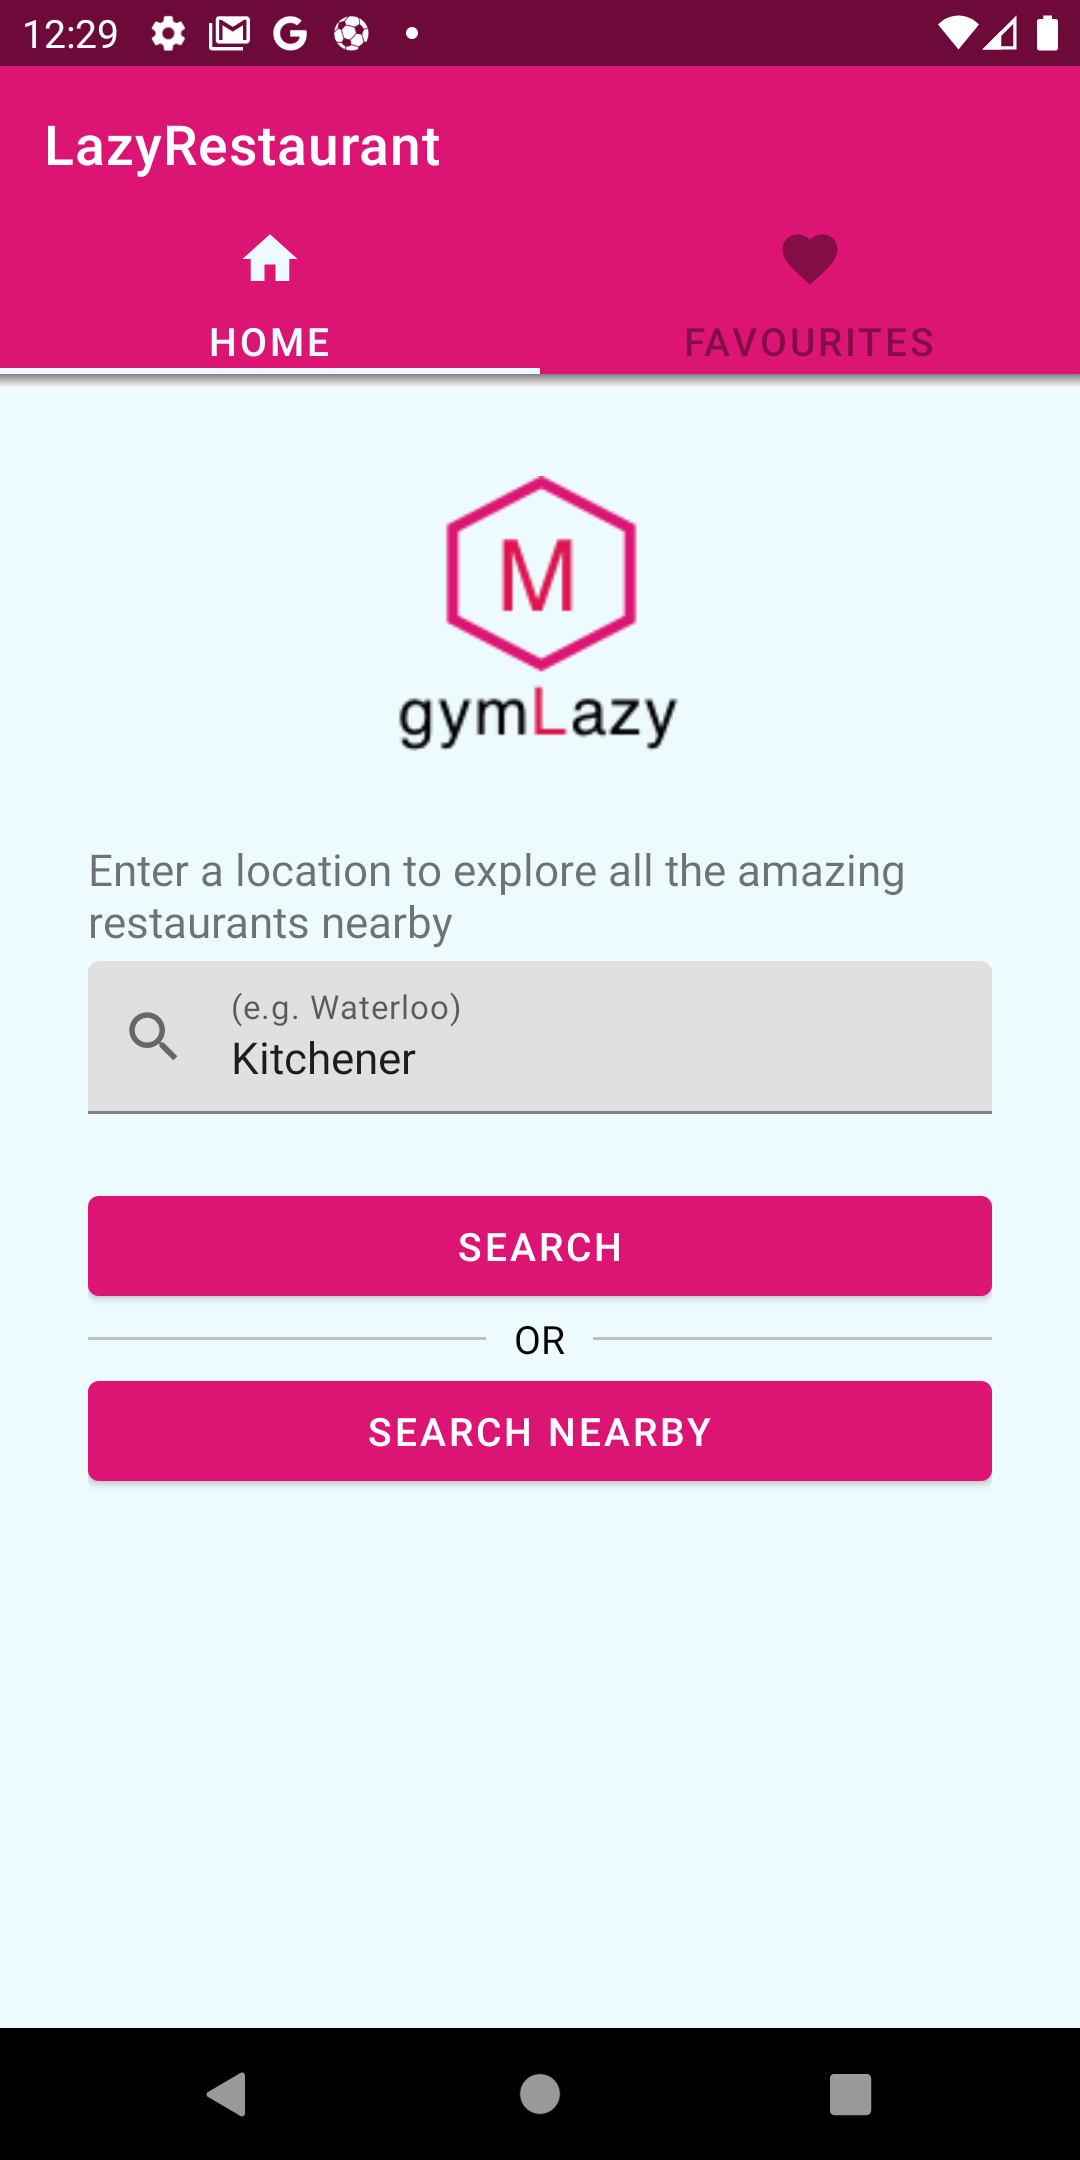 12:29
LazyRestaurant
HOME
FAVOURITES
M
gymLazy
Enter a location to explore all the amazing
restaurants nearby
(e.g. Waterloo)
Kitchener
SEARCH
OR
SEARCH NEARBY